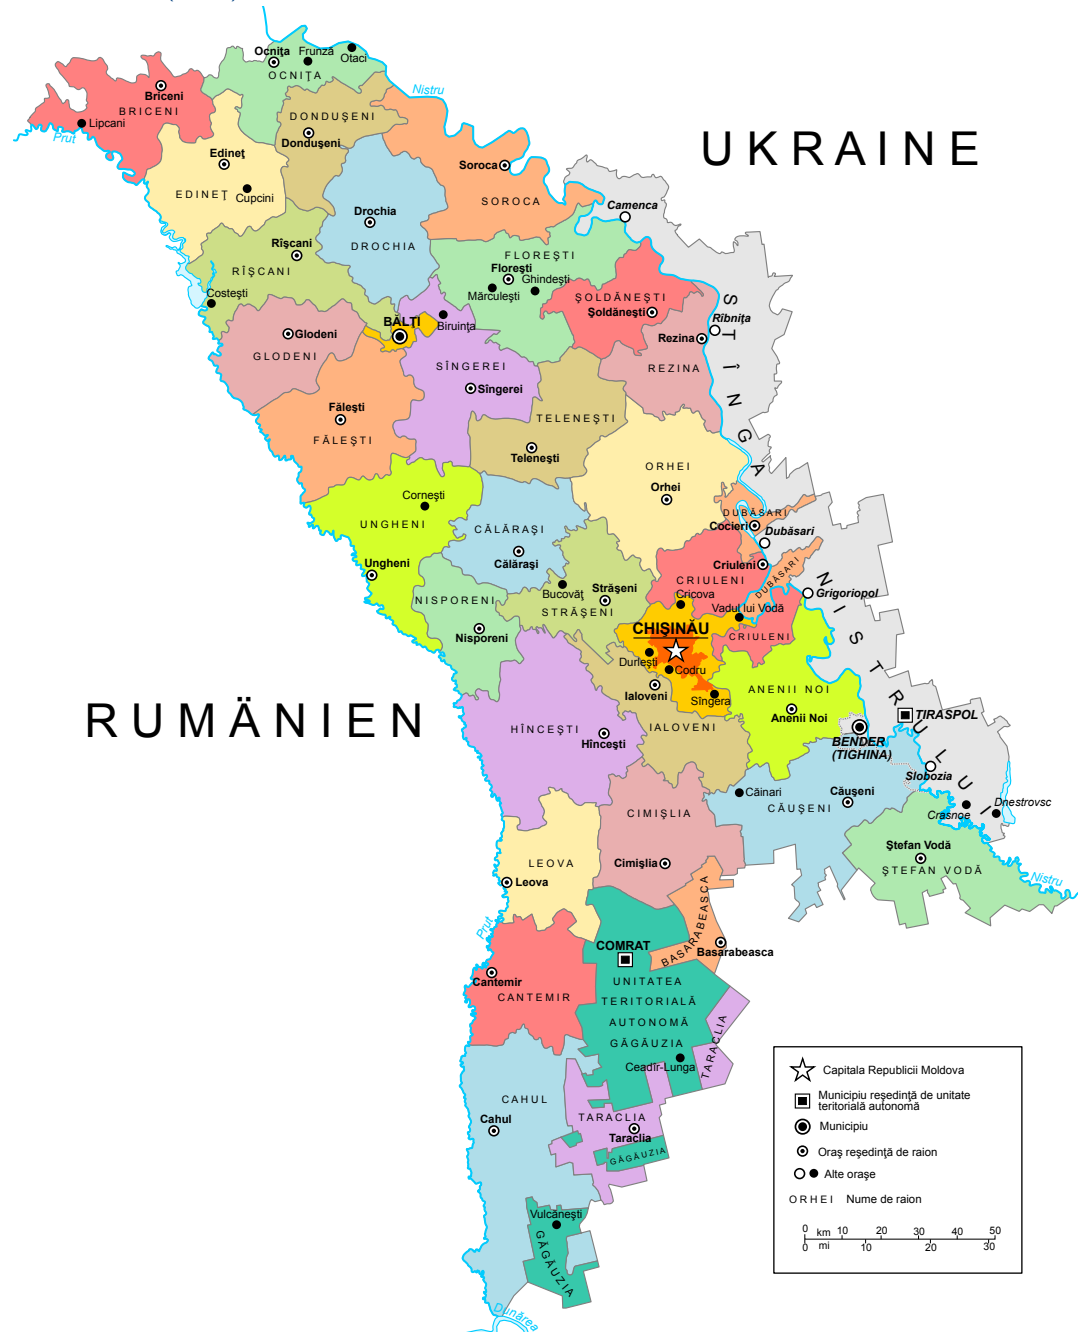 Ocnița
Frunză
Otaci
OCNIȚA
Briceni
BRICENI
Lipcani
Prut
Nistru
DONDUȘENI
Dondușeni
UKRAINE
Edineț
EDINEȚ
Cupcini
Soroca
SOROCA
Camenca
Drochia
DROCHIA
Rîșcani
RÎȘCANI
Costești
FLOREȘTI
Florești
Ghindești
Mărculești
ȘOLDĂNEȘTI
Șoldănești
Rîbnița
Rezina
REZINA
STÎNGA
BĂLȚI
Biruința
Glodeni
GLODENI
SÎNGEREI
Sîngerei
Fălești
FĂLEȘTI
TELENEȘTI
Telenești
ORHEI
Orhei
Cornești
UNGHENI
Ungheni
CĂLĂRAȘI
Călărași
DUBĂSARI
Cocieri
Dubăsari
Criuleni
CRIULENI
DUBĂSARI
Grigoriopol
NISTRULUI
Bucovăț
Strășeni
STRĂȘENI
NISPORENI
Nisporeni
Cricova
Vadul lui Vodă
CHIȘINĂU
CRIULENI
Durlești
Codru
Sîngera
Ialoveni
IALOVENI
ANENII NOI
Anenii Noi
RUMÄNIEN
HÎNCEȘTI
Hîncești
BENDER
(TIGHINA)
TIRASPOL
Slobozia
Dnestrovsc
Crasnoe
Căinari
Căușeni
CĂUȘENI
CIMIȘLIA
Cimișlia
Ștefan Vodă
ȘTEFAN VODĂ
Nistru
LEOVA
Leova
Prut
BASARABEASCA
Basarabeasca
COMRAT
Cantemir
CANTEMIR
UNITATEA
TERITORIALĂ
AUTONOMĂ
GĂGĂUZIA
Ceadîr-Lunga
TARACLIA
CAHUL
Cahul
TARACLIA
Taraclia
GĂGĂUZIA
Vulcănești
GĂGĂUZIA
Dunărea
Capitala Republicii Moldova
Municipiu reședință de unitate
teritorială autonomă
Municipiu
Oraș reședință de raion
Alte orașe
ORHEI Nume de raion
0 km 10 20 30 40 50
0 mi 10 20 30